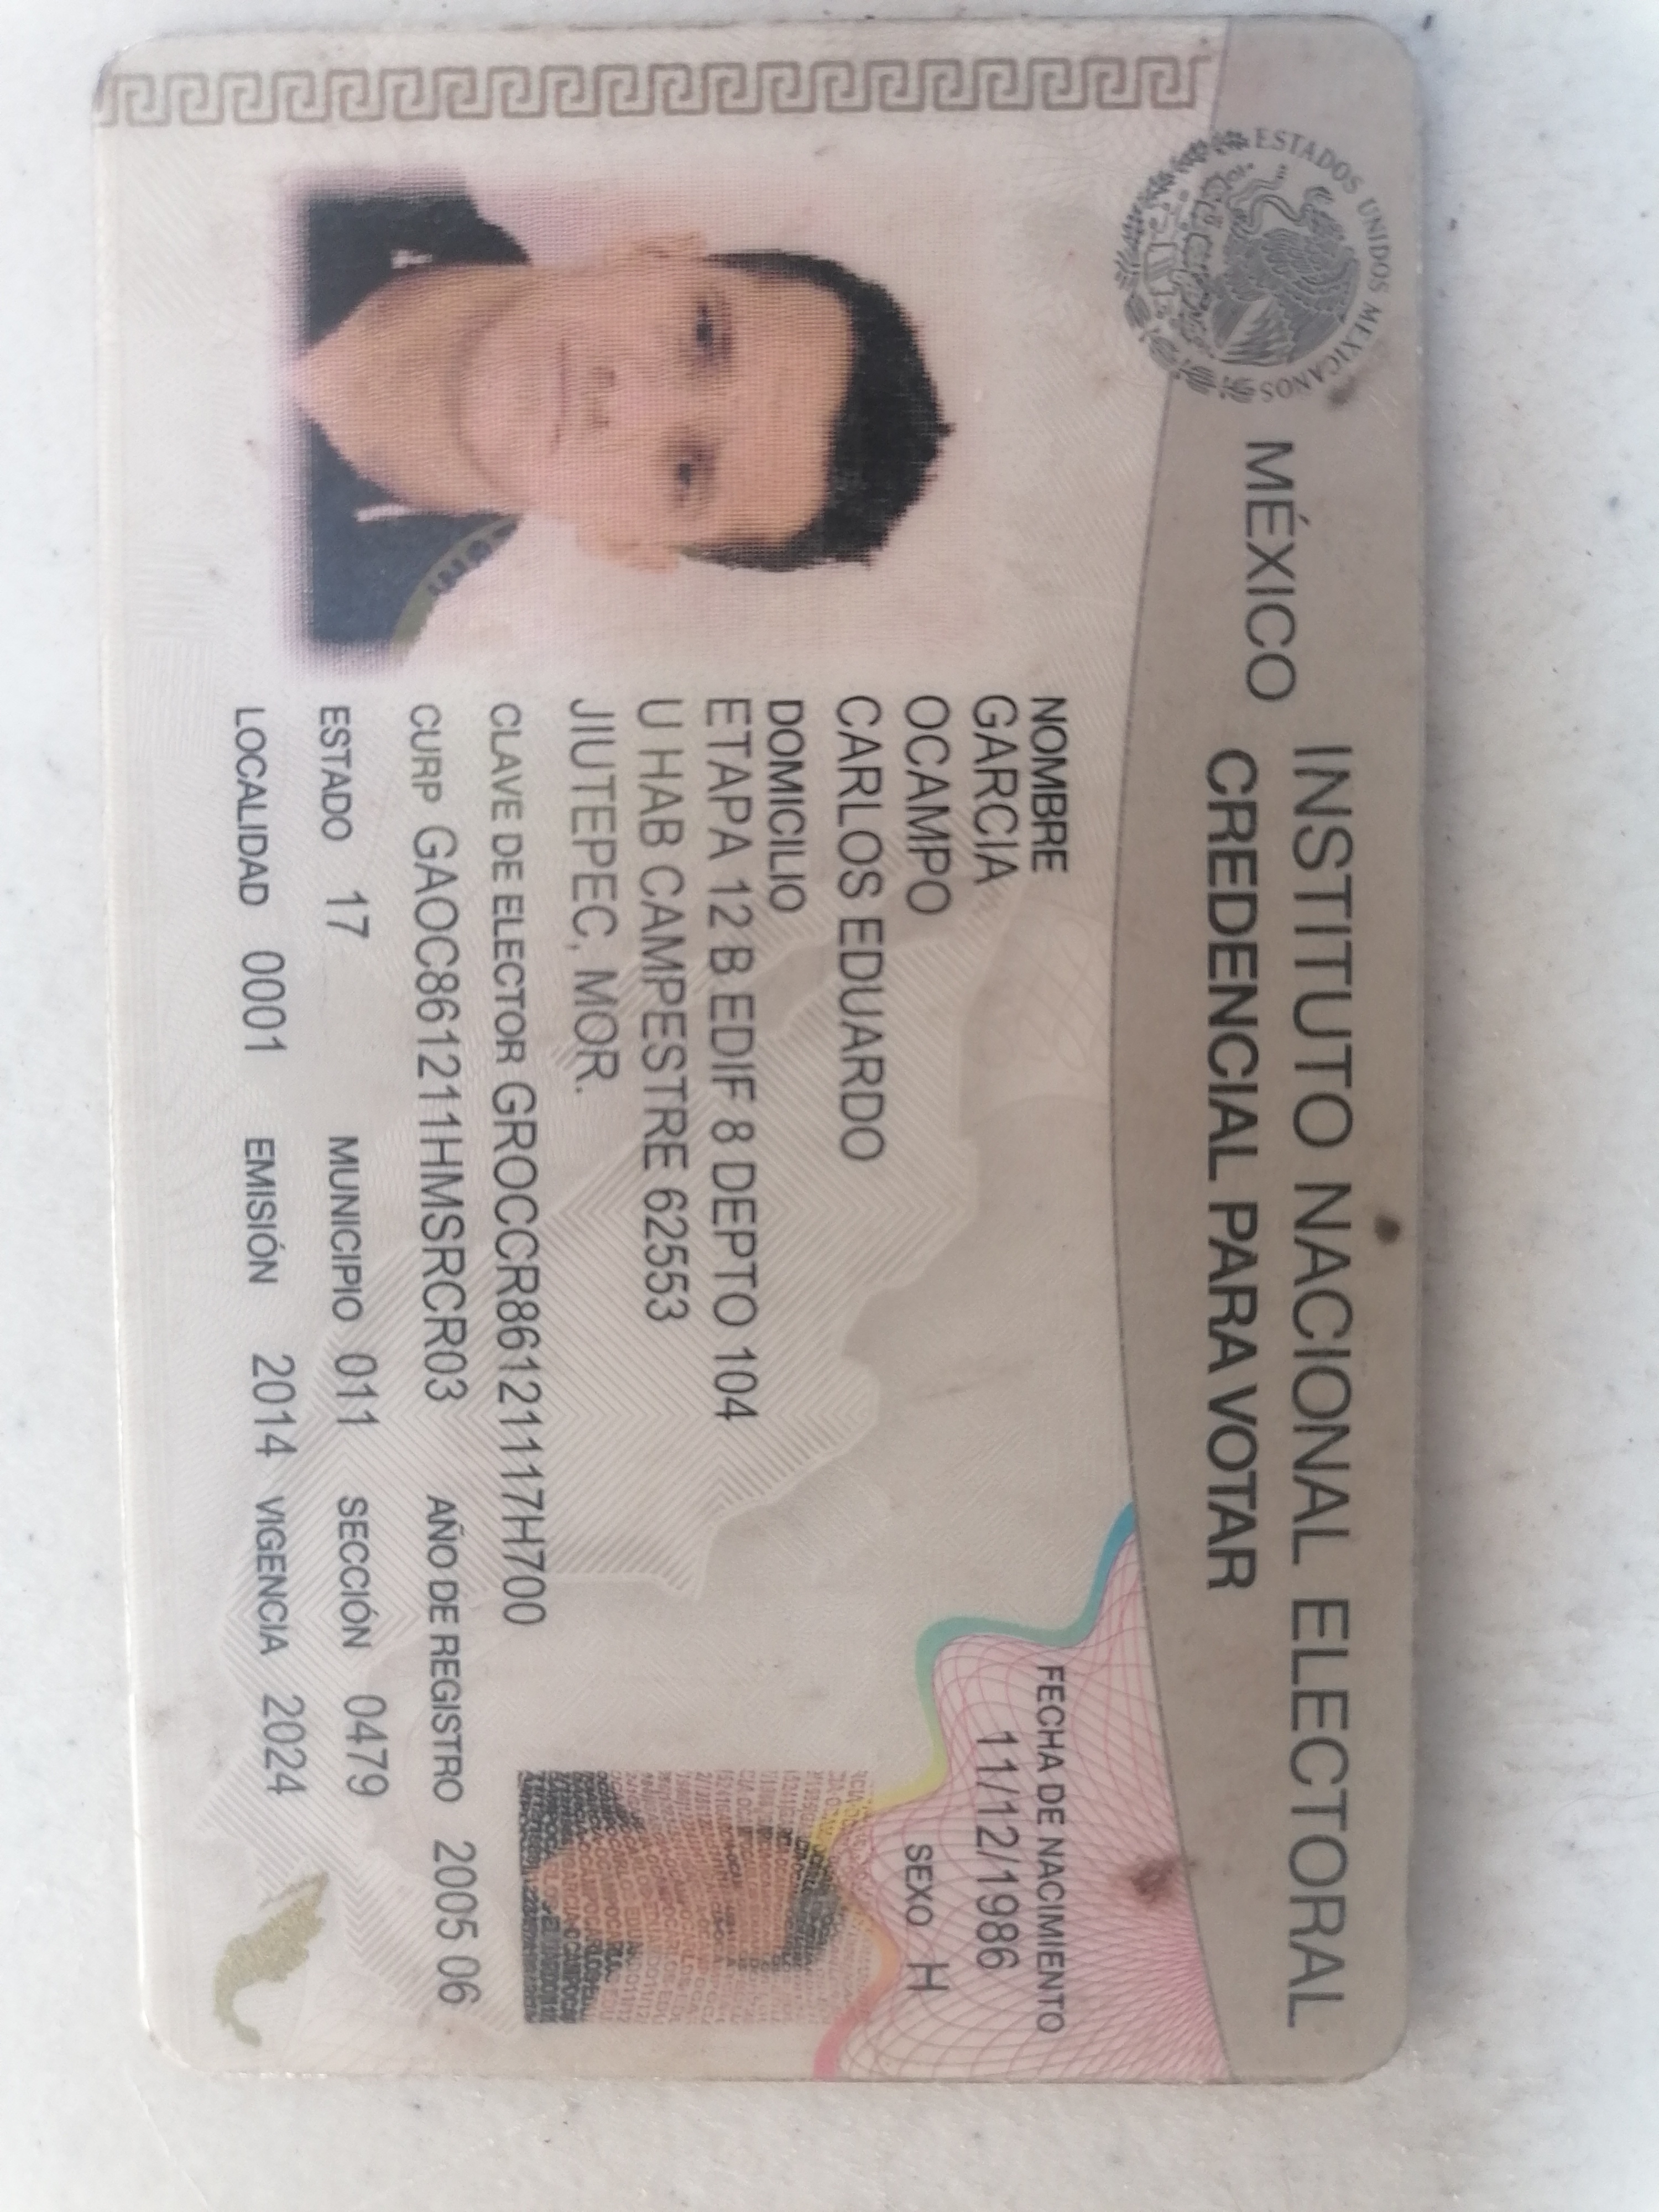 ESTADOS UNIDOS MEXICANOS
MÉXICO INSTITUTO NACIONAL ELECTORAL
CREDENCIAL PARA VOTAR
NOMBRE
GARCIA
OCAMPO
CARLOS EDUARDO
FECHA DE NACIMIENTO
11/12/1986
SEXO H
DOMICILIO
ETAPA 12 B EDIF 8 DEPTO 104
U HAB CAMPESTRE 62553
JIUTEPEC, MOR.
CLAVE DE ELECTOR GROCCR86121117H700
CURP GAOC861211HMSRCR03 AÑO DE REGISTRO 2005 06
ESTADO 17 MUNICIPIO 011 SECCIÓN 0479
LOCALIDAD 0001 EMISIÓN 2014 VIGENCIA 2024